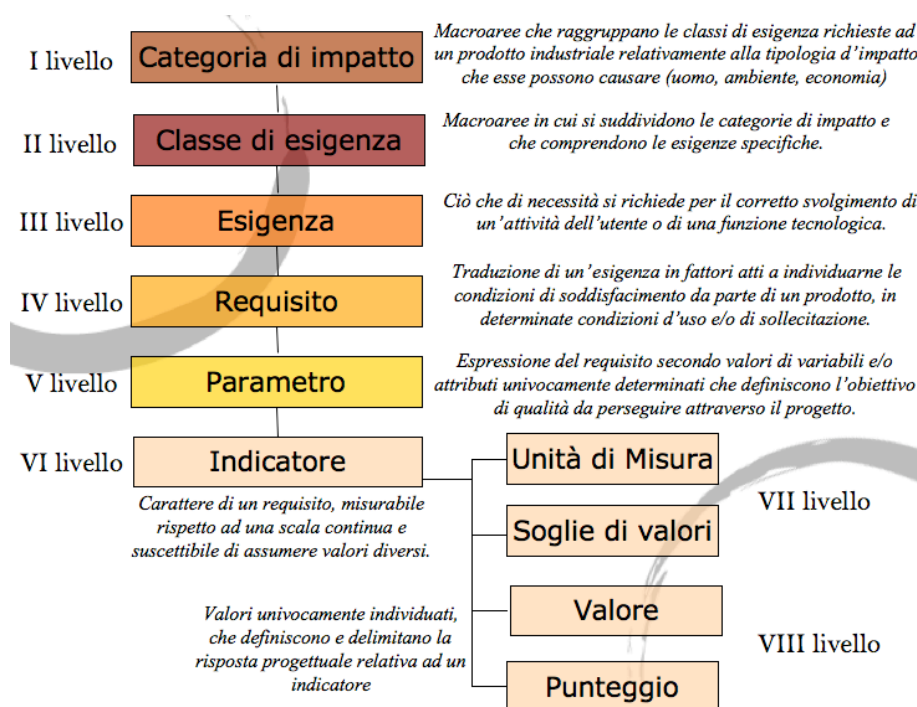 I livello
Categoria di impatto
Macroaree che raggruppano le classi di esigenza richieste ad
un prodotto industriale relativamente alla tipologia d'impatto
che esse possono causare (uomo, ambiente, economia)
II livello
Classe di esigenza
Macroaree in cui si suddividono le categorie di impatto e
che comprendono le esigenze specifiche.
III livello
Esigenza
Ciò che di necessità si richiede per il corretto svolgimento di
un'attività dell'utente o di una funzione tecnologica.
IV livello
Requisito
Traduzione di un'esigenza in fattori atti a individuarne le
condizioni di soddisfacimento da parte di un prodotto, in
determinate condizioni d'uso e/o di sollecitazione.
V livello
Parametro
Espressione del requisito secondo valori di variabili e/o
attributi univocamente determinati che definiscono l'obiettivo
di qualità da perseguire attraverso il progetto.
VI livello
Indicatore
Carattere di un requisito, misurabile
rispetto ad una scala continua e
suscettibile di assumere valori diversi.
Unità di Misura
VII livello
Soglie di valori
Valori univocamente individuati,
che definiscono e delimitano la
risposta progettuale relativa ad un
indicatore
Valore
VIII livello
Punteggio